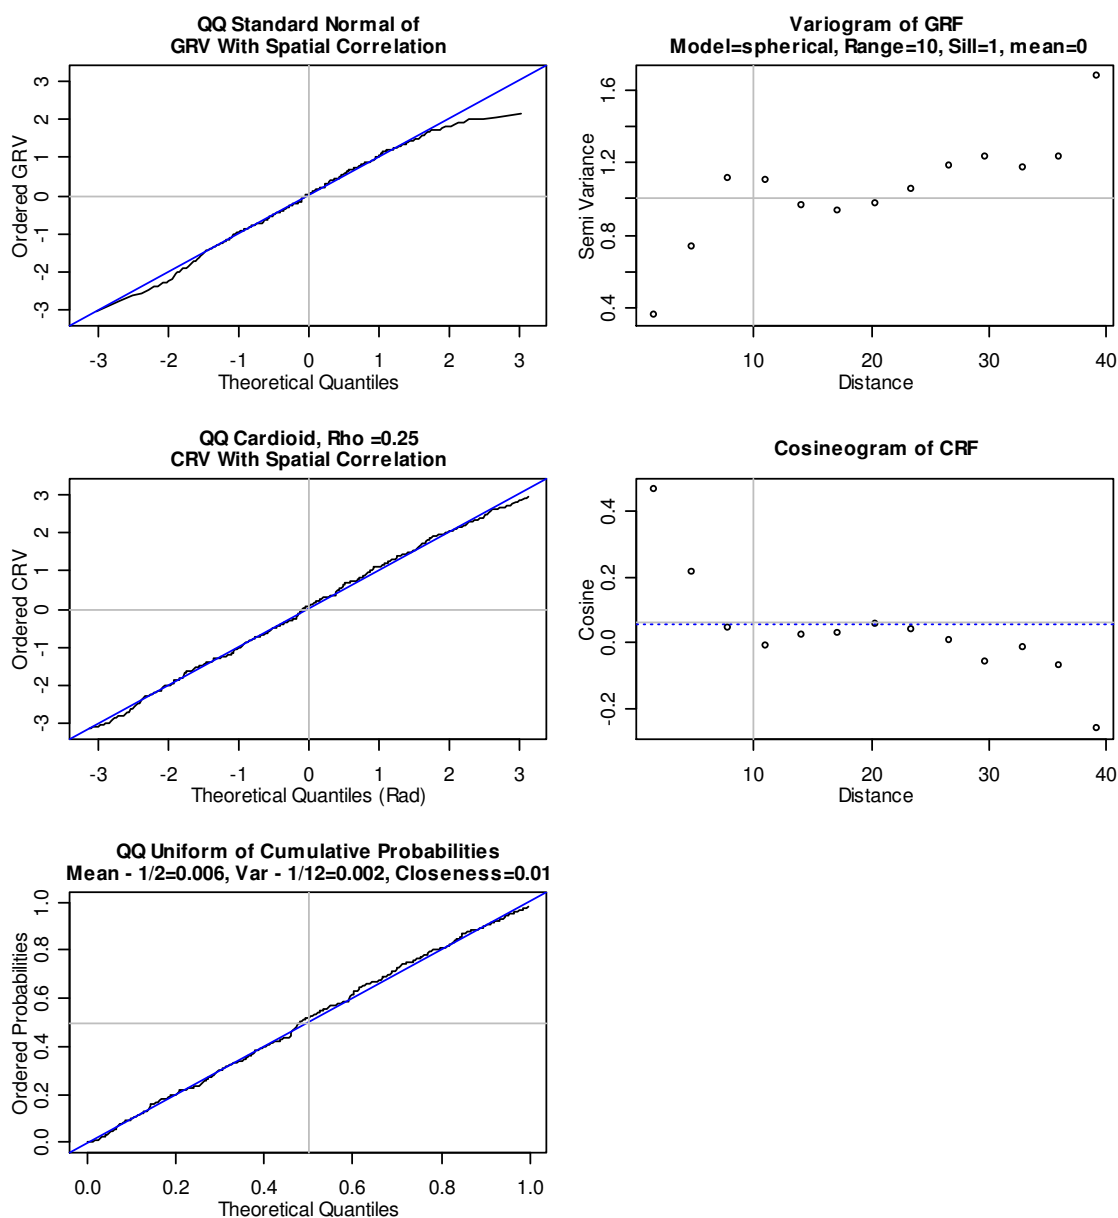 QQ Standard Normal of
GRV With Spatial Correlation
Ordered GRV
3
2
1
0
-1
-2
-3
-3 -2 -1 0 1 2 3
Theoretical Quantiles
Variogram of GRF
Model=spherical, Range=10, Sill=1, mean=0
Semi Variance
1.6
1.2
0.8
0.4
10 20 30 40
Distance
QQ Cardioid, Rho =0.25
CRV With Spatial Correlation
Ordered CRV
3
2
1
0
-1
-2
-3
-3 -2 -1 0 1 2 3
Theoretical Quantiles (Rad)
Cosineogram of CRF
Cosine
0.4
0.2
0.0
-0.2
10 20 30 40
Distance
QQ Uniform of Cumulative Probabilities
Mean - 1/2=0.006, Var - 1/12=0.002, Closeness=0.01
Ordered Probabilities
1.0
0.8
0.6
0.4
0.2
0.0
0.0 0.2 0.4 0.6 0.8 1.0
Theoretical Quantiles